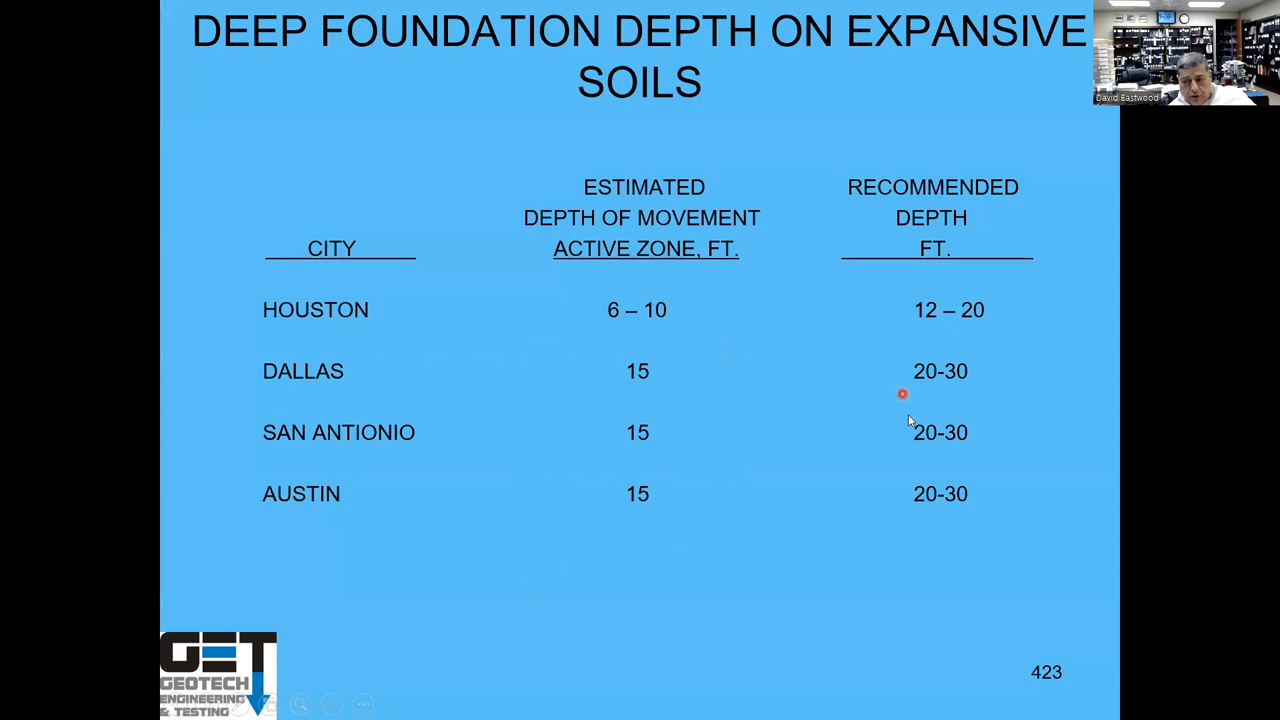 DEEP FOUNDATION DEPTH ON EXPANSIVE
SOILS
David Eastwood
ESTIMATED
DEPTH OF MOVEMENT
ACTIVE ZONE, FT.
RECOMMENDED
DEPTH
FT.
CITY
HOUSTON 6 – 10 12 – 20
DALLAS 15 20-30
SAN ANTIONIO 15 20-30
AUSTIN 15 20-30
GET
GEOTECH
ENGINEERING
& TESTING
423